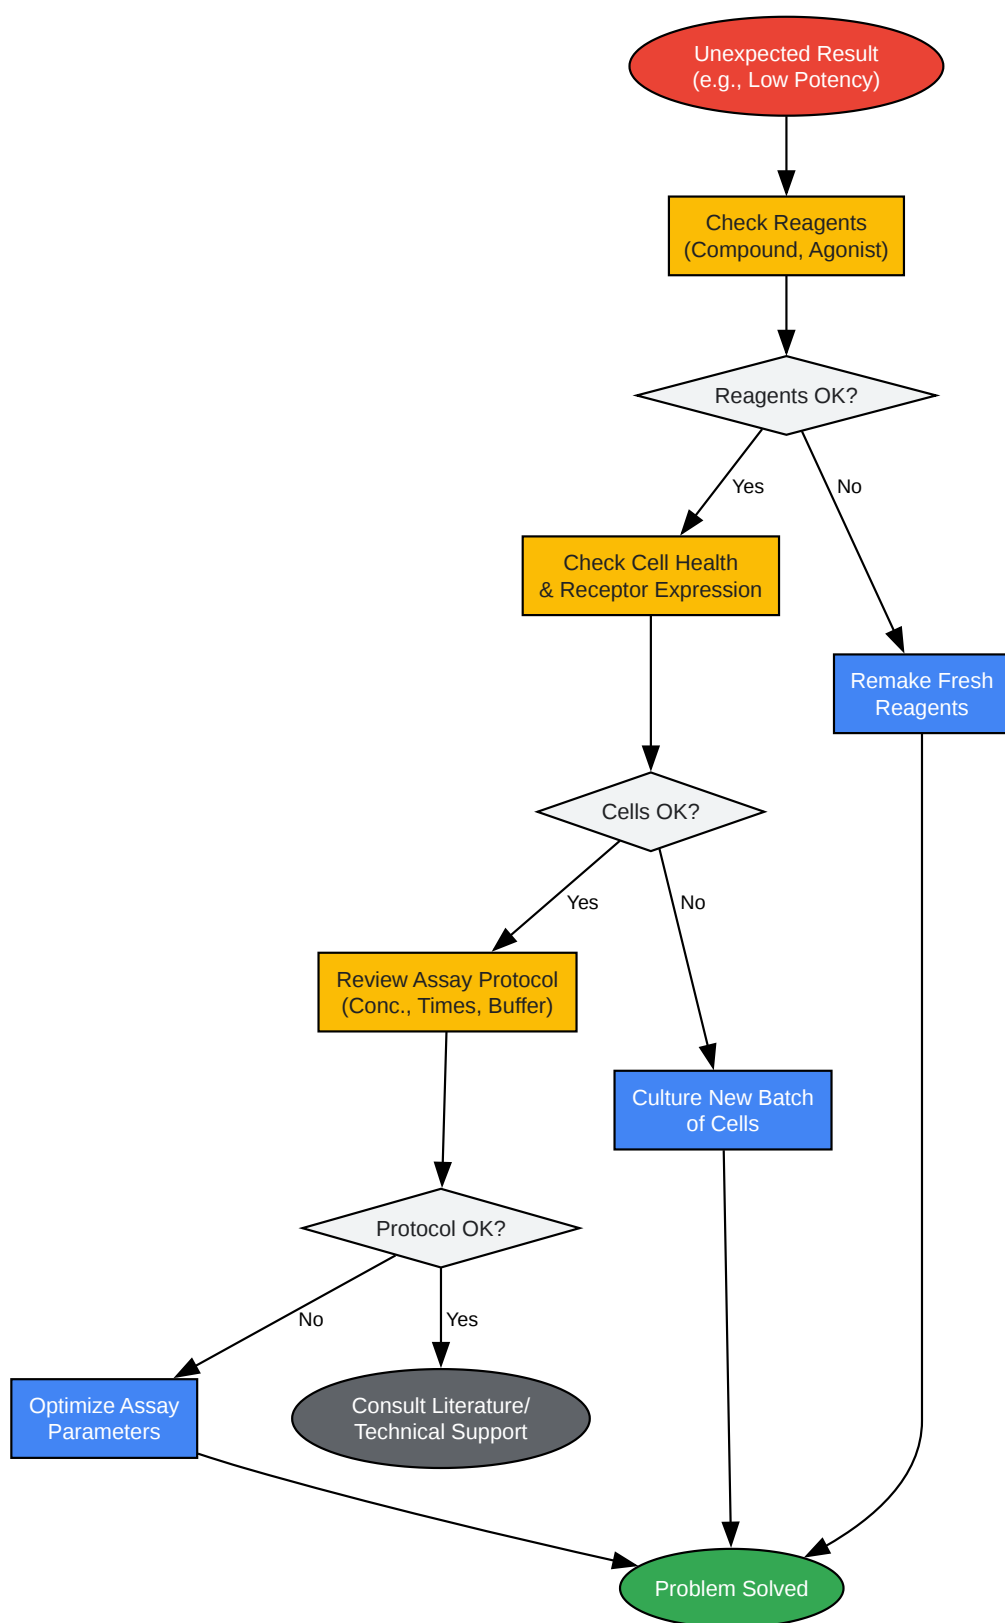 Unexpected Result
(e.g., Low Potency)
Check Reagents
(Compound, Agonist)
Reagents OK?
Yes
No
Check Cell Health
& Receptor Expression
Remake Fresh
Reagents
Cells OK?
Yes
No
Review Assay Protocol
(Conc., Times, Buffer)
Culture New Batch
of Cells
Protocol OK?
No
Yes
Optimize Assay
Parameters
Consult Literature/
Technical Support
Problem Solved